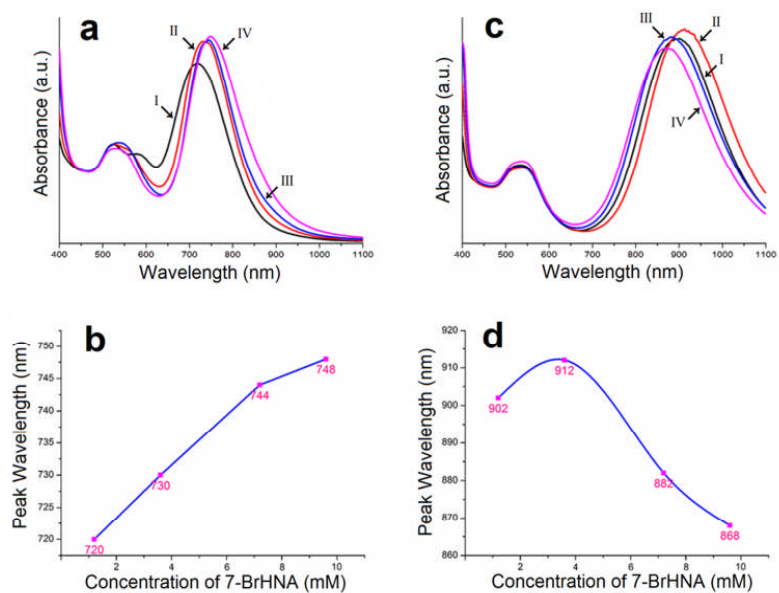 a
Absorbance (a.u.)
I
II
IV
III
400 500 600 700 800 900 1000 1100
Wavelength (nm)
c
Absorbance (a.u.)
III
II
I
IV
400 500 600 700 800 900 1000 1100
Wavelength (nm)
b
Peak Wavelength (nm)
750
745
740
735
730
725
720
720
730
744
748
2 4 6 8 10
Concentration of 7-BrHNA (mM)
d
Peak Wavelength (nm)
920
910
900
890
880
870
860
902
912
882
868
2 4 6 8 10
Concentration of 7-BrHNA (mM)